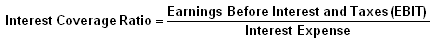 Interest Coverage Ratio = Earnings Before Interest and Taxes (EBIT)
Interest Expense